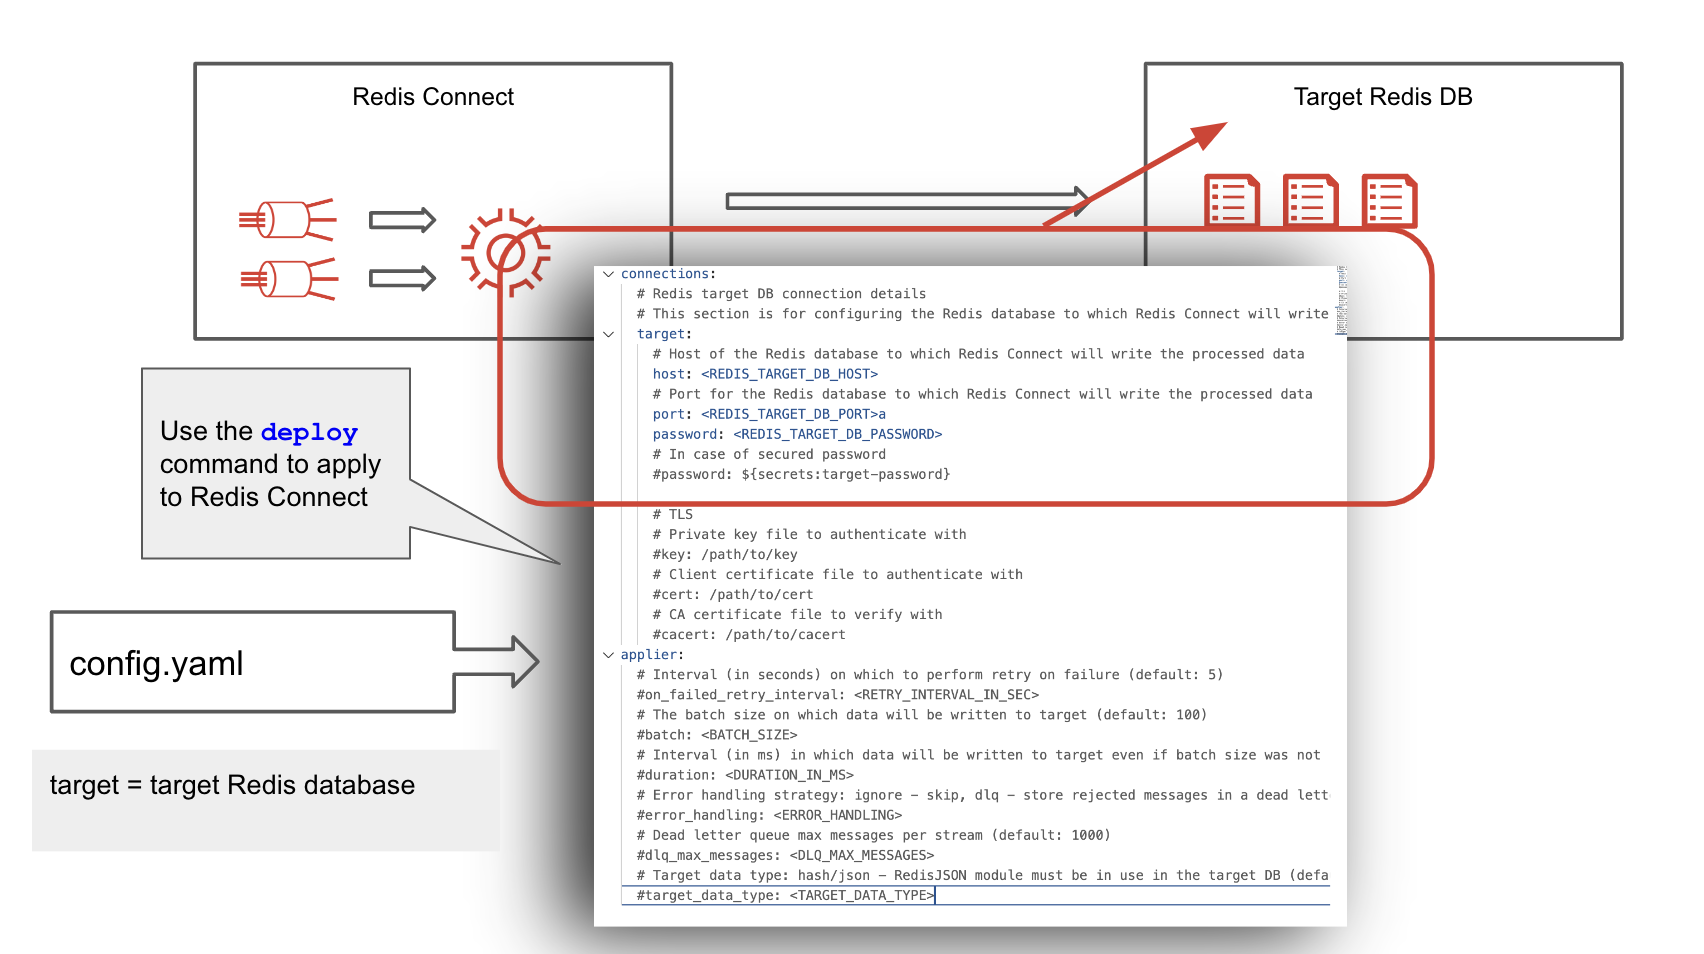 Redis Connect
Target Redis DB
connections:
# Redis target DB connection details
# This section is for configuring the Redis database to which Redis Connect will write
target:
# Host of the Redis database to which Redis Connect will write the processed data
host: <REDIS_TARGET_DB_HOST>
# Port for the Redis database to which Redis Connect will write the processed data
port: <REDIS_TARGET_DB_PORT>a
password: <REDIS_TARGET_DB_PASSWORD>
# In case of secured password
#password: ${secrets:target-password}
# TLS
# Private key file to authenticate with
#key: /path/to/key
# Client certificate file to authenticate with
#cert: /path/to/cert
# CA certificate file to verify with
#cacert: /path/to/cacert
applier:
# Interval (in seconds) on which to perform retry on failure (default: 5)
#on_failed_retry_interval: <RETRY_INTERVAL_IN_SEC>
# The batch size on which data will be written to target (default: 100)
#batch: <BATCH_SIZE>
# Interval (in ms) in which data will be written to target even if batch size was not
#duration: <DURATION_IN_MS>
# Error handling strategy: ignore - skip, dlq - store rejected messages in a dead lett
#error_handling: <ERROR_HANDLING>
# Dead letter queue max messages per stream (default: 1000)
#dlq_max_messages: <DLQ_MAX_MESSAGES>
# Target data type: hash/json - RedisJSON module must be in use in the target DB (defa
#target_data_type: <TARGET_DATA_TYPE>
Use the deploy
command to apply
to Redis Connect
config.yaml
target = target Redis database